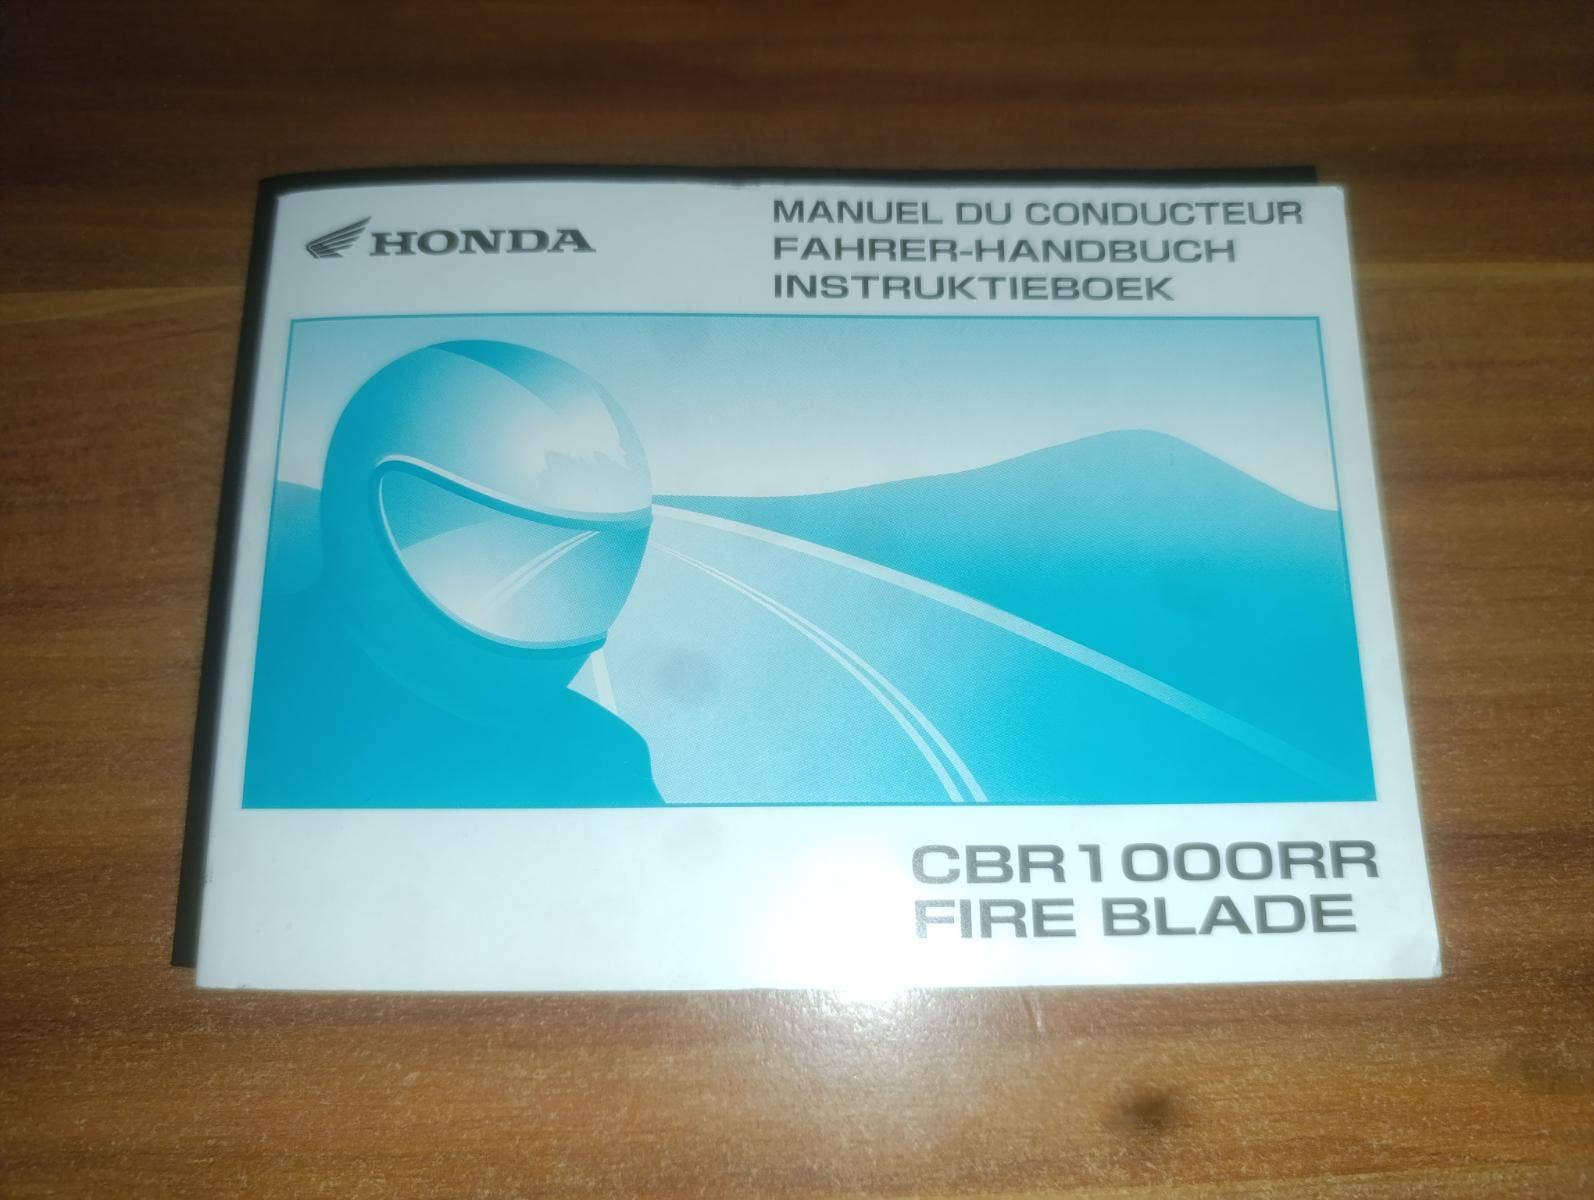 HONDA
MANUEL DU CONDUCTEUR
FAHRER-HANDBUCH
INSTRUKTIEBOEK
CBR1000RR
FIRE BLADE